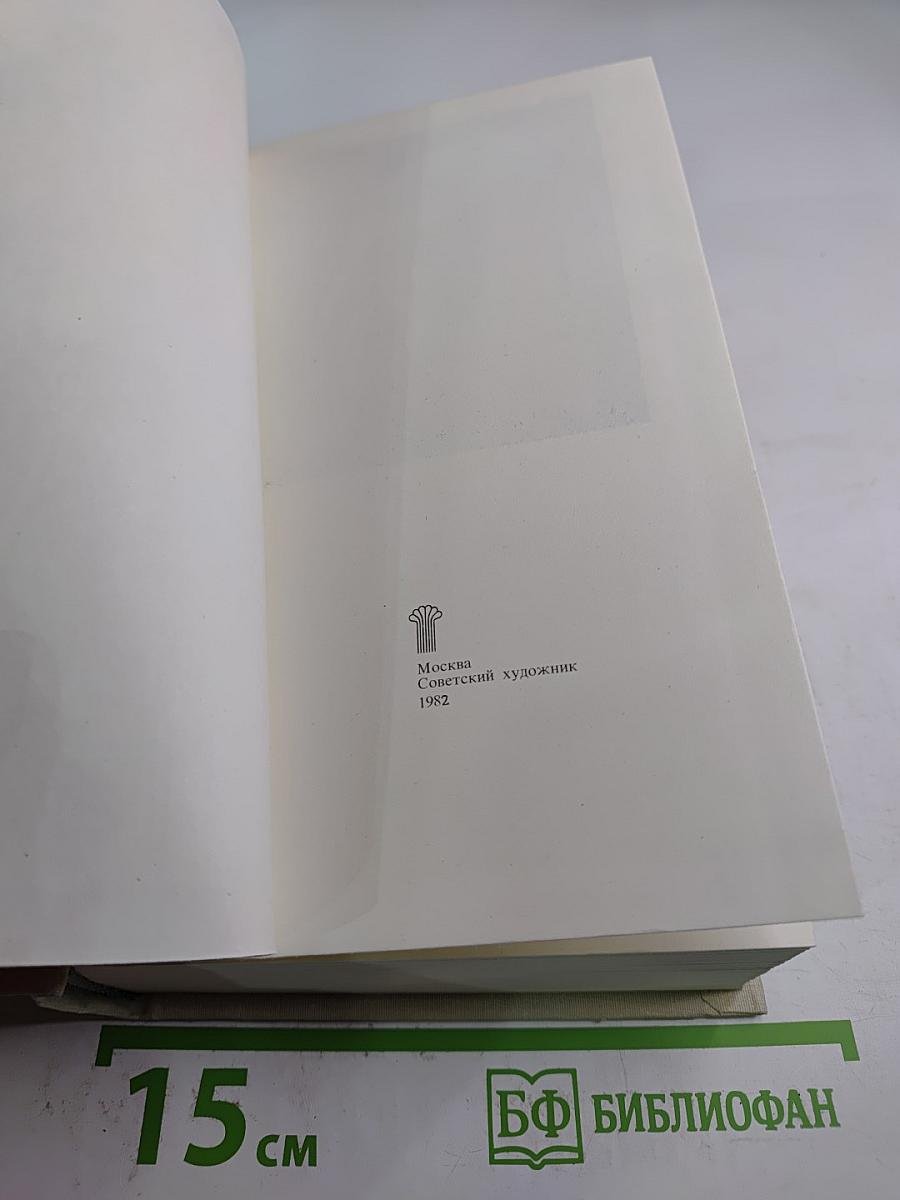 Москва
Советский художник
1982
15 см
БФ БИБЛИОФАН